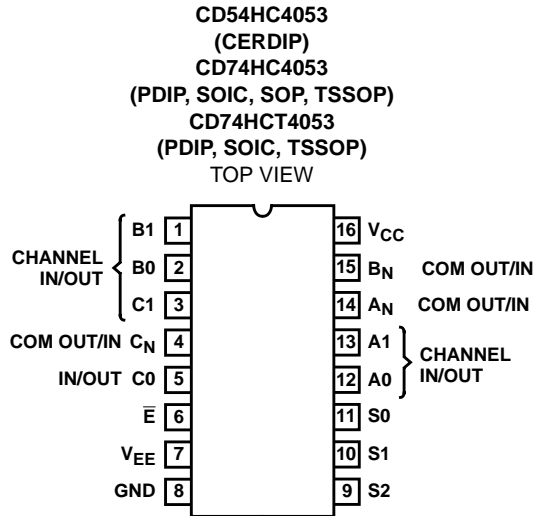 CD54HC4053
(CERDIP)
CD74HC4053
(PDIP, SOIC, SOP, TSSOP)
CD74HCT4053
(PDIP, SOIC, TSSOP)
TOP VIEW
B1 1 16 VCC
CHANNEL IN/OUT B0 2 15 BN COM OUT/IN
C1 3 14 AN COM OUT/IN
COM OUT/IN CN 4 13 A1
IN/OUT C0 5 12 A0 CHANNEL IN/OUT
E̅ 6 11 S0
VEE 7 10 S1
GND 8 9 S2